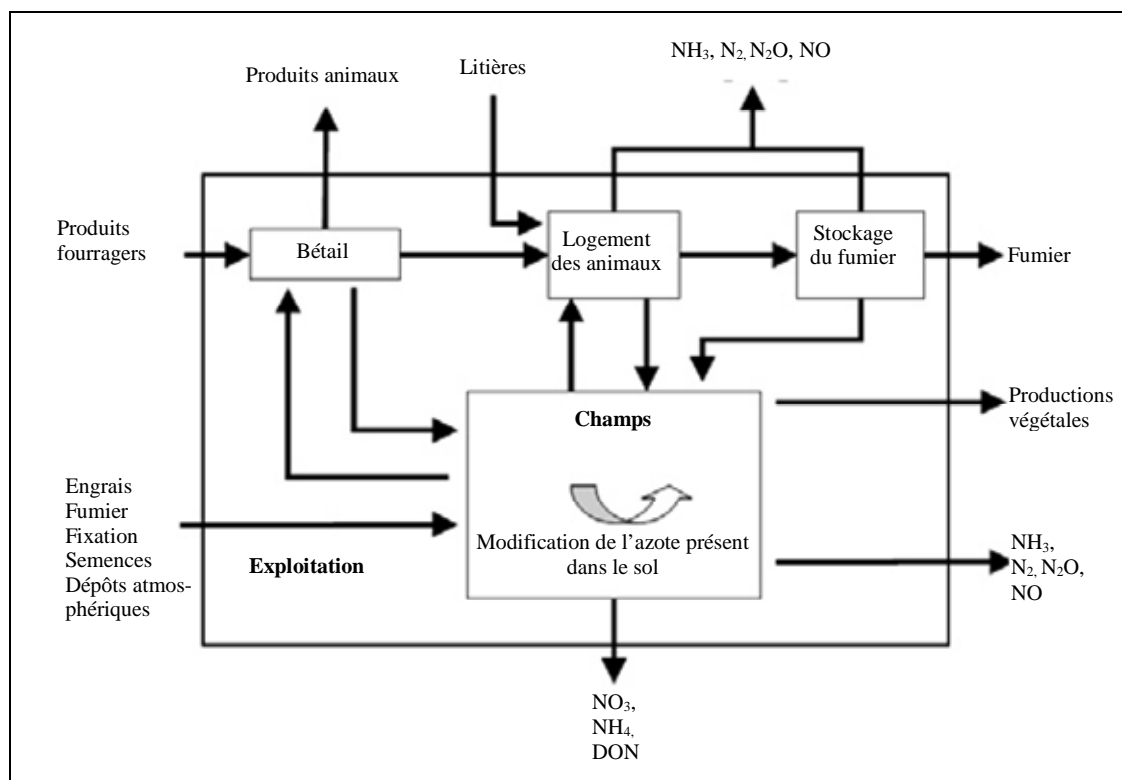 NH₃, N₂, N₂O, NO
Litières
Produits animaux
Produits
fourragers
Bétail
Logement
des animaux
Stockage
du fumier
Fumier
Champs
Productions
végétales
Engrais
Fumier
Fixation
Semences
Dépôts atmos-
phériques
Exploitation
Modification de l’azote présent
dans le sol
NH₃,
N₂, N₂O,
NO
NO₃,
NH₄,
DON